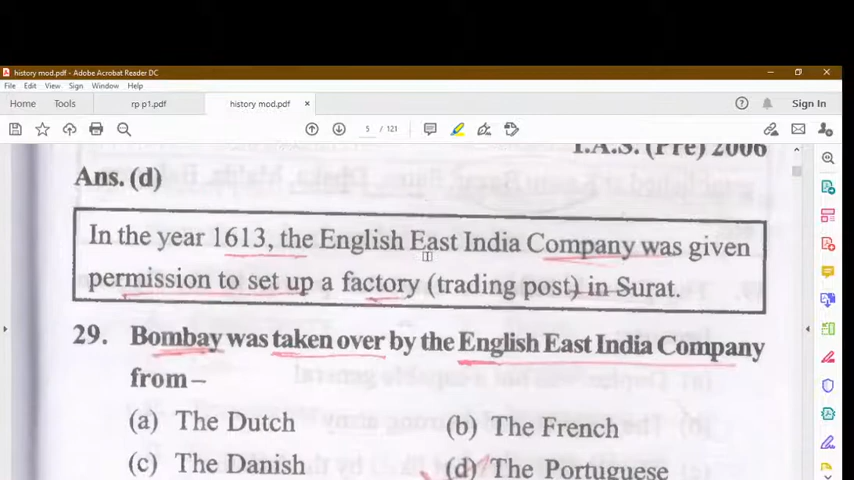 history mod.pdf - Adobe Acrobat Reader DC
File Edit View Sign Window Help
Home Tools rp p1.pdf history mod.pdf × Sign In
5 / 121
I.A.S. (Pre) 2006
Ans. (d)
In the year 1613, the English East India Company was given
permission to set up a factory (trading post) in Surat.
29. Bombay was taken over by the English East India Company
from –
(a) The Dutch (b) The French
(c) The Danish (d) The Portuguese